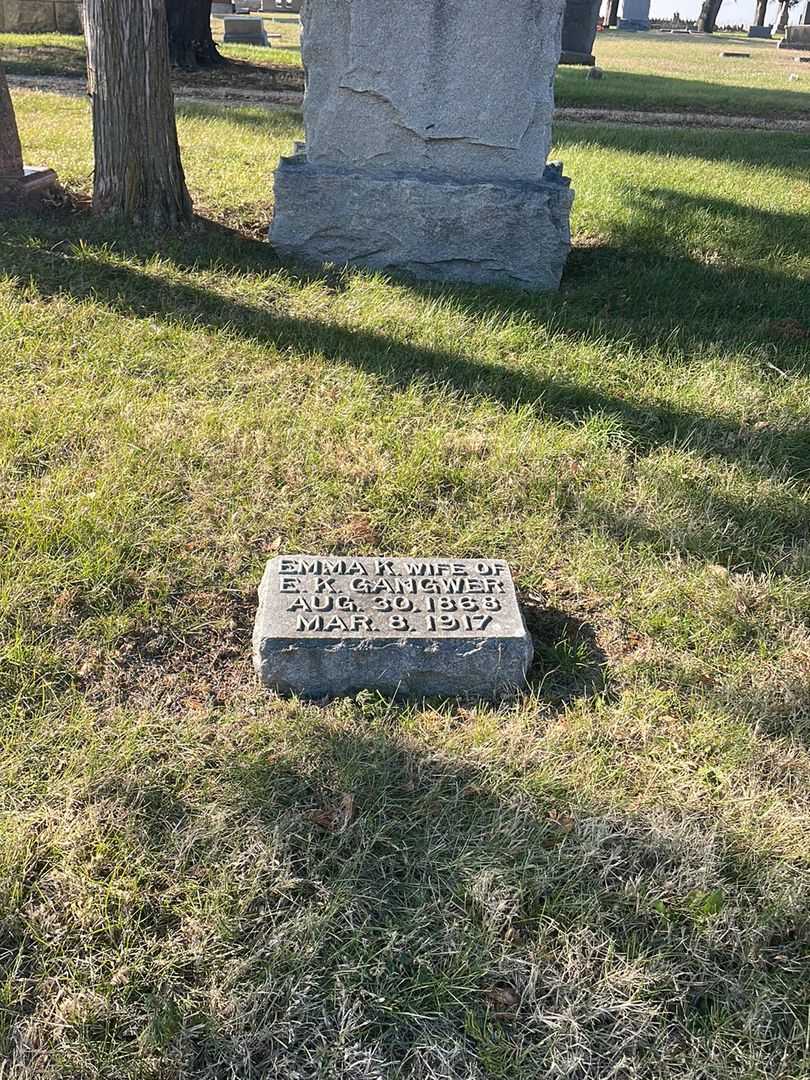 EMMA K. WIFE OF
E. K. GANGWER
AUG. 30. 1868
MAR. 8. 1917